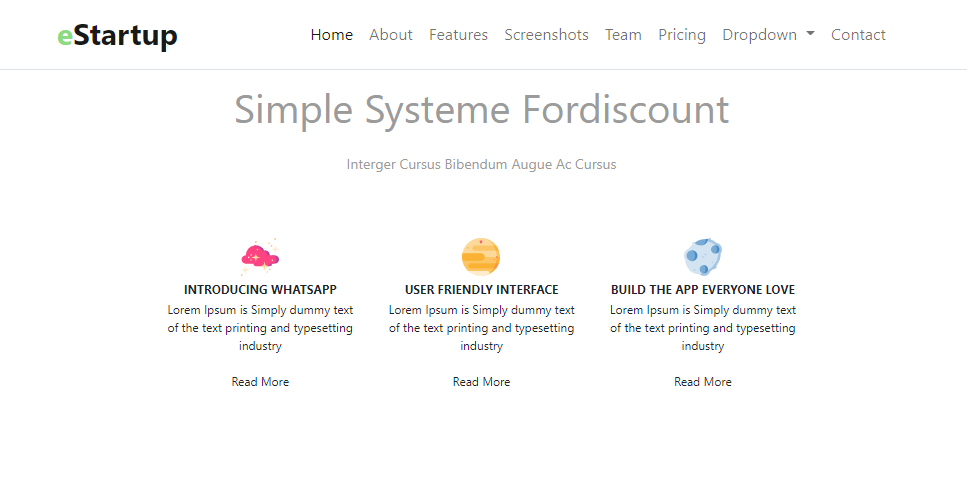 eStartup
Home About Features Screenshots Team Pricing Dropdown Contact
Simple Systeme Fordiscount
Interger Cursus Bibendum Augue Ac Cursus
INTRODUCING WHATSAPP
Lorem Ipsum is Simply dummy text
of the text printing and typesetting
industry
Read More
USER FRIENDLY INTERFACE
Lorem Ipsum is Simply dummy text
of the text printing and typesetting
industry
Read More
BUILD THE APP EVERYONE LOVE
Lorem Ipsum is Simply dummy text
of the text printing and typesetting
industry
Read More